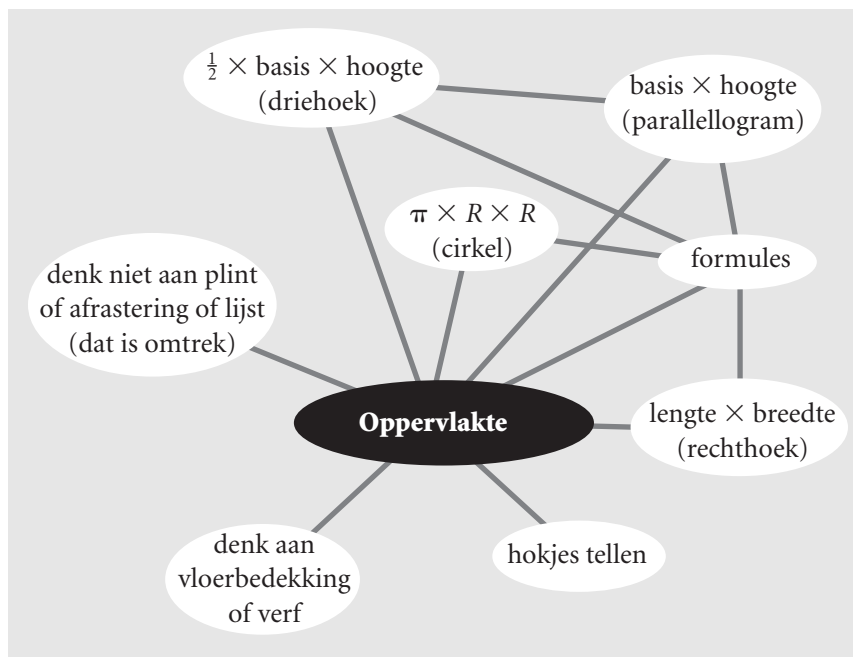 ½ × basis × hoogte
(driehoek)
basis × hoogte
(parallellogram)
π × R × R
(cirkel)
formules
denk niet aan plint
of afrastering of lijst
(dat is omtrek)
Oppervlakte
lengte × breedte
(rechthoek)
denk aan
vloerbedekking
of verf
hokjes tellen